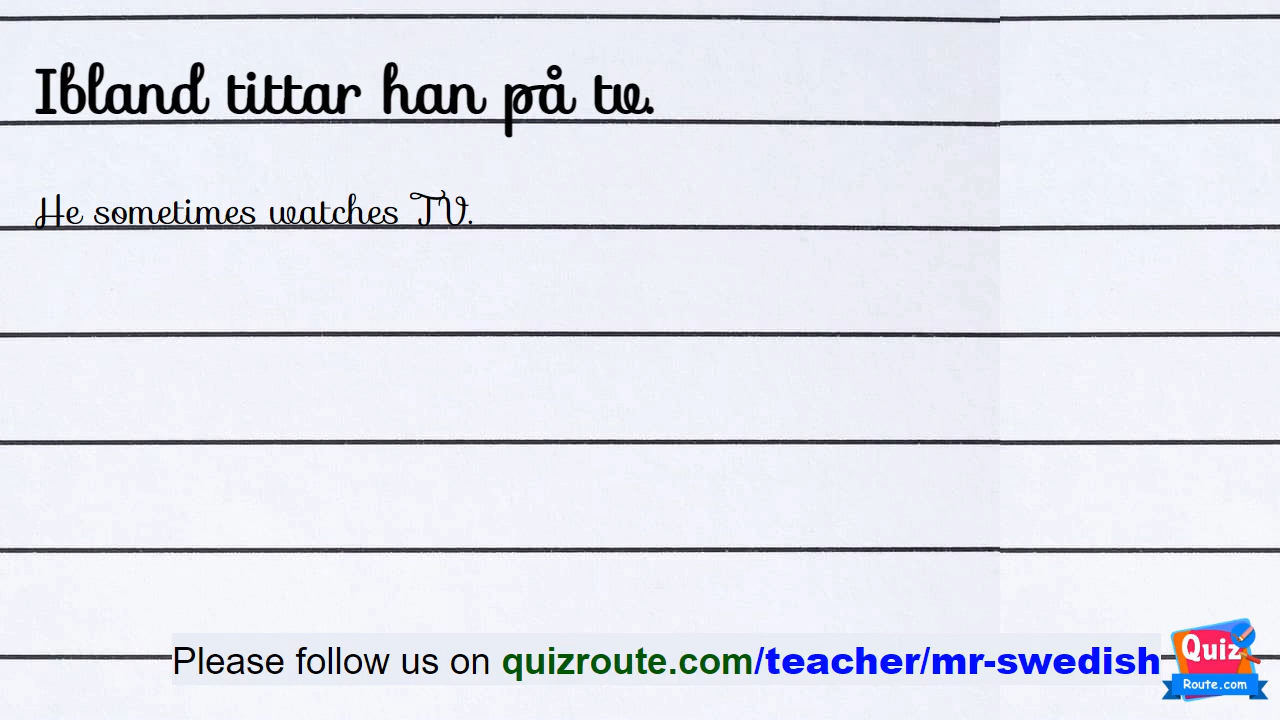 Ibland tittar han på tv.
He sometimes watches TV.
Please follow us on quizroute.com/teacher/mr-swedish
Quiz
Route.com